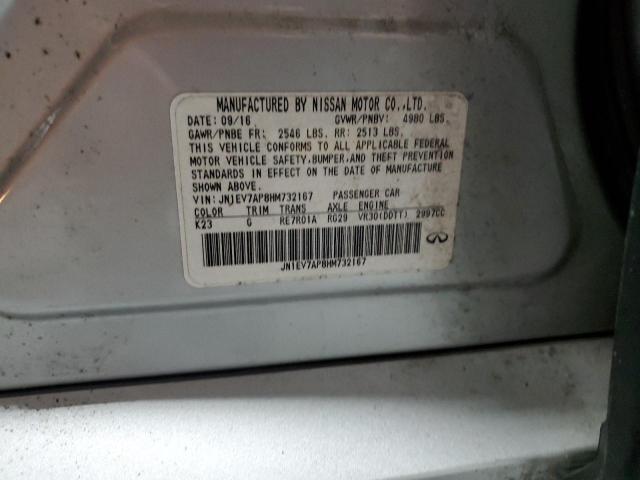 MANUFACTURED BY NISSAN MOTOR CO.,LTD.
DATE: 09/16 GVWR/PNBV: 4980 LBS.
GAWR/PNBE FR: 2546 LBS. RR: 2513 LBS.
THIS VEHICLE CONFORMS TO ALL APPLICABLE FEDERAL
MOTOR VEHICLE SAFETY,BUMPER,AND THEFT PREVENTION
STANDARDS IN EFFECT ON THE DATE OF MANUFACTURE
SHOWN ABOVE.
VIN: JN1EV7AP8HM732167 PASSENGER CAR
COLOR TRIM TRANS AXLE ENGINE
K23 G RE7R01A RG29 VR30(DDTT) 2997CC
JN1EV7AP8HM732167